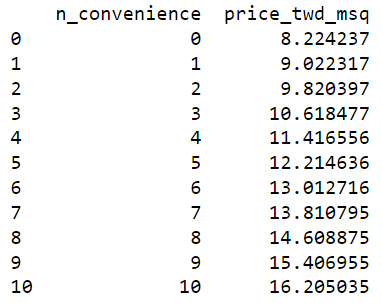 n_convenience price_twd_msq
0 0 8.224237
1 1 9.022317
2 2 9.820397
3 3 10.618477
4 4 11.416556
5 5 12.214636
6 6 13.012716
7 7 13.810795
8 8 14.608875
9 9 15.406955
10 10 16.205035